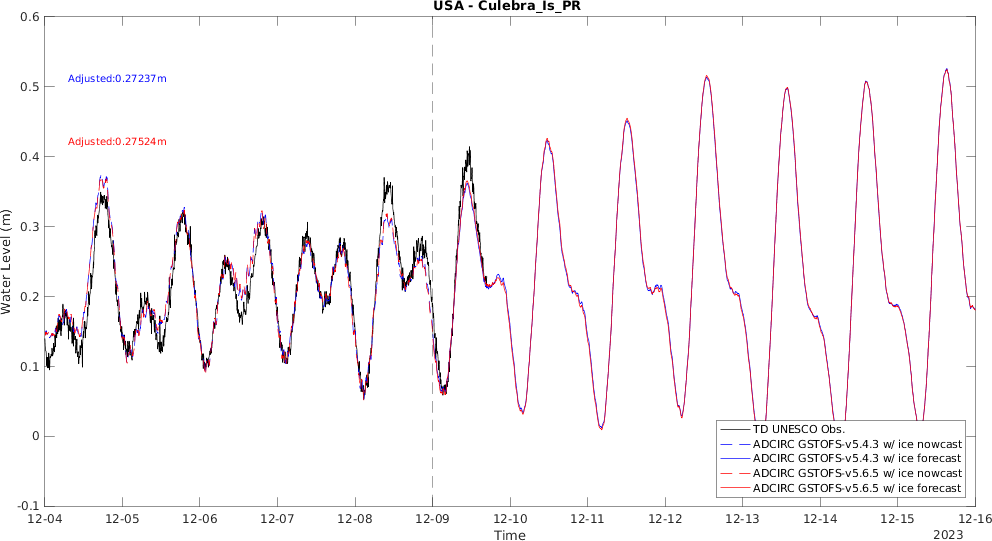 USA - Culebra_Is_PR
0.6
0.5
0.4
0.3
0.2
0.1
0
-0.1
Water Level (m)
Adjusted:0.27237m
Adjusted:0.27524m
TD UNESCO Obs.
ADCIRC GSTOFS-v5.4.3 w/ ice nowcast
ADCIRC GSTOFS-v5.4.3 w/ ice forecast
ADCIRC GSTOFS-v5.6.5 w/ ice nowcast
ADCIRC GSTOFS-v5.6.5 w/ ice forecast
12-04 12-05 12-06 12-07 12-08 12-09 12-10 12-11 12-12 12-13 12-14 12-15 12-16
Time
2023